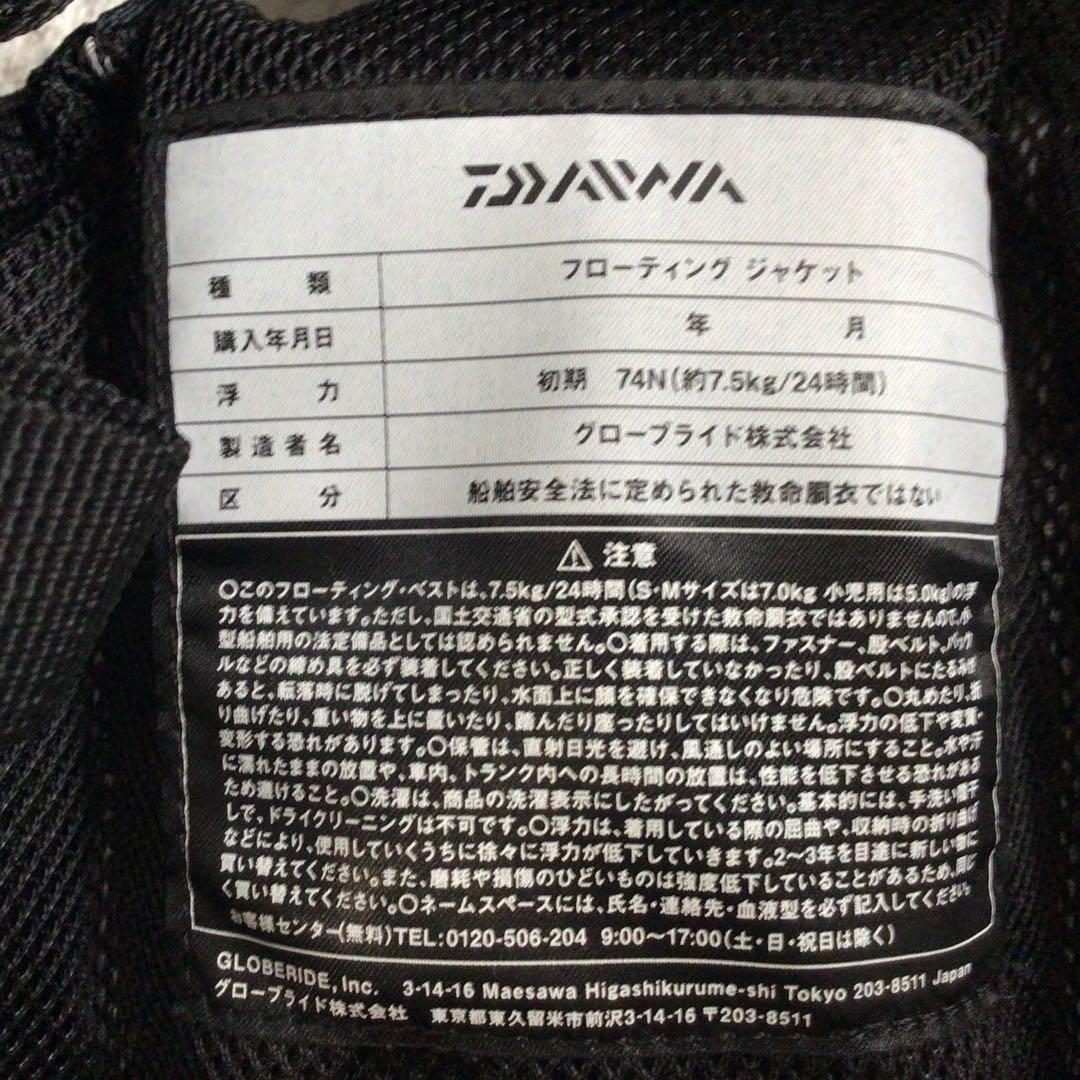 DAIWA
種類 フローティング ジャケット
購入年月日 年 月
浮力 初期 74N(約7.5kg/24時間)
製造者名 グローブライド株式会社
区分 船舶安全法に定められた救命胴衣ではない
⚠ 注意
○このフローティング・ベストは、7.5kg/24時間(S・Mサイズは7.0kg 小児用は5.0kg)の浮
力を備えています。ただし、国土交通省の型式承認を受けた救命胴衣ではありませんので、小
型船舶用の法定備品としては認められません。○着用する際は、ファスナー、股ベルト、バック
ルなどの締め具を必ず装着してください。正しく装着していなかったり、股ベルトにたるみが
あると、転落時に脱げてしまったり、水面上に顔を確保できなくなり危険です。○丸めたり、折
り曲げたり、重い物を上に置いたり、踏んだり座ったりしてはいけません。浮力の低下や変質・
変形する恐れがあります。○保管は、直射日光を避け、風通しのよい場所にすること。水や汗
に濡れたままの放置や、車内、トランク内への長時間の放置は、性能を低下させる恐れがある
ため避けること。○洗濯は、商品の洗濯表示にしたがってください。基本的には、手洗い陰干
しで、ドライクリーニングは不可です。○浮力は、着用している際の屈曲や、収納時の折り曲げ
などにより、使用していくうちに徐々に浮力が低下していきます。2〜3年を目途に新しい物に
買い替えてください。また、磨耗や損傷のひどいものは強度低下していることがあるため、同じ
く買い替えてください。○ネームスペースには、氏名・連絡先・血液型を必ず記入してください。
お客様センター(無料)TEL:0120-506-204 9:00〜17:00(土・日・祝日は除く)
GLOBERIDE, Inc. 3-14-16 Maesawa Higashikurume-shi Tokyo 203-8511 Japan
グローブライド株式会社 東京都東久留米市前沢3-14-16 〒203-8511